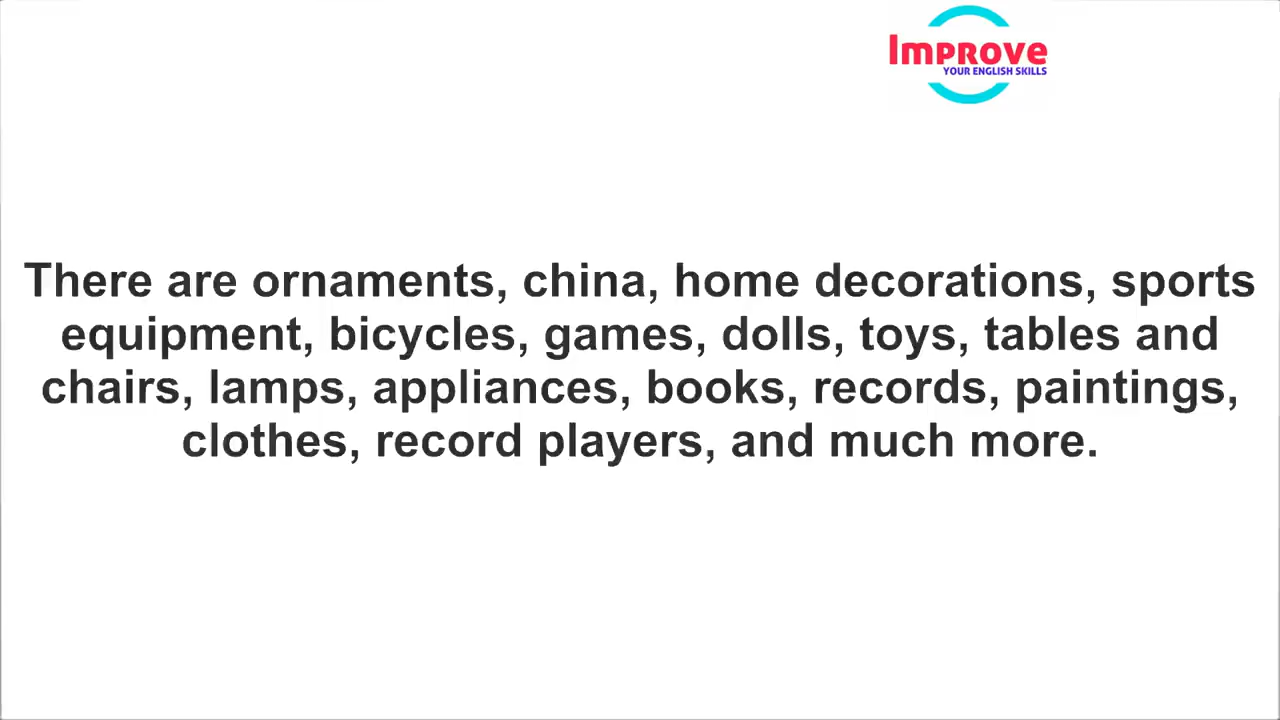 Improve
YOUR ENGLISH SKILLS
There are ornaments, china, home decorations, sports
equipment, bicycles, games, dolls, toys, tables and
chairs, lamps, appliances, books, records, paintings,
clothes, record players, and much more.